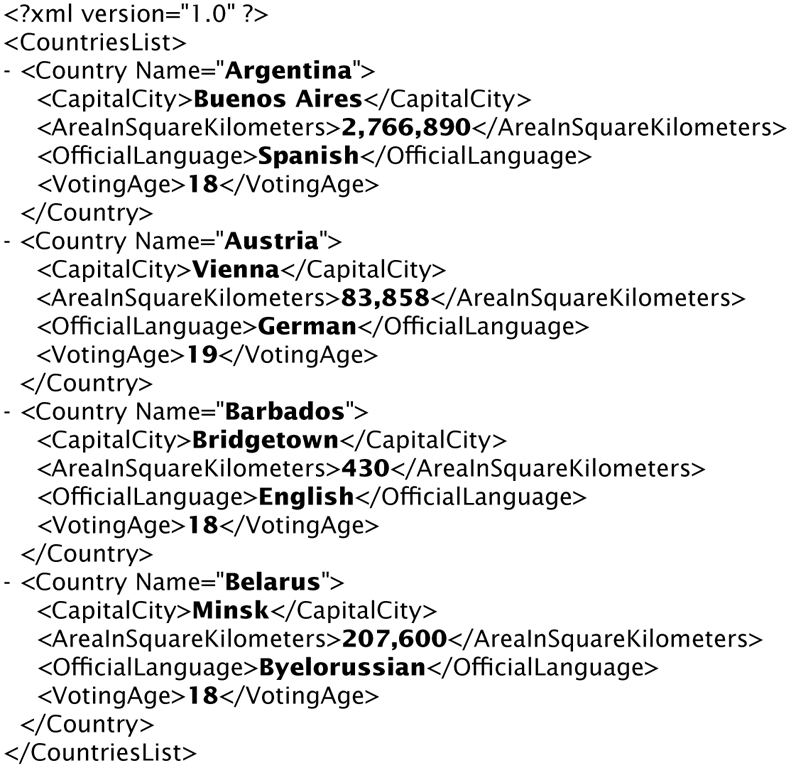 <?xml version="1.0" ?>
<CountriesList>
- <Country Name="Argentina">
<CapitalCity>Buenos Aires</CapitalCity>
<AreaInSquareKilometers>2,766,890</AreaInSquareKilometers>
<OfficialLanguage>Spanish</OfficialLanguage>
<VotingAge>18</VotingAge>
</Country>
- <Country Name="Austria">
<CapitalCity>Vienna</CapitalCity>
<AreaInSquareKilometers>83,858</AreaInSquareKilometers>
<OfficialLanguage>German</OfficialLanguage>
<VotingAge>19</VotingAge>
</Country>
- <Country Name="Barbados">
<CapitalCity>Bridgetown</CapitalCity>
<AreaInSquareKilometers>430</AreaInSquareKilometers>
<OfficialLanguage>English</OfficialLanguage>
<VotingAge>18</VotingAge>
</Country>
- <Country Name="Belarus">
<CapitalCity>Minsk</CapitalCity>
<AreaInSquareKilometers>207,600</AreaInSquareKilometers>
<OfficialLanguage>Byelorussian</OfficialLanguage>
<VotingAge>18</VotingAge>
</Country>
</CountriesList>